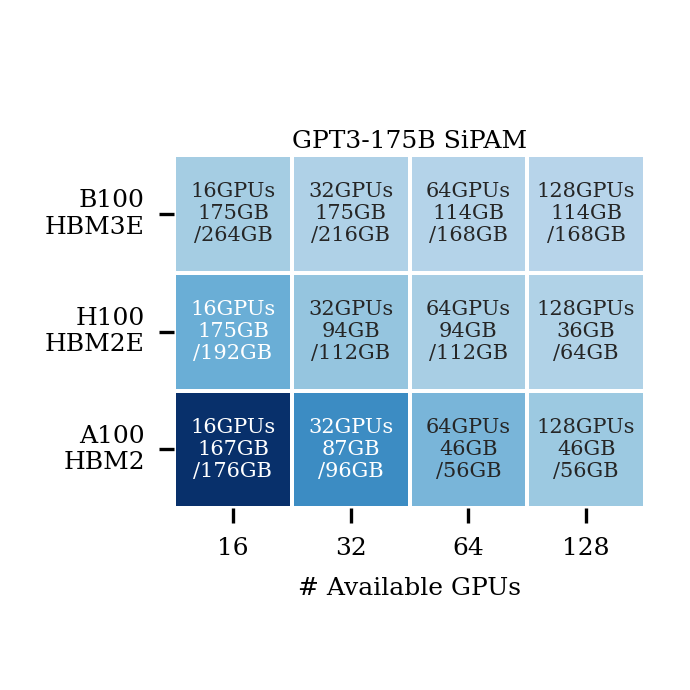 GPT3-175B SiPAM
B100
HBM3E
16GPUs
175GB
/264GB
32GPUs
175GB
/216GB
64GPUs
114GB
/168GB
128GPUs
114GB
/168GB
H100
HBM2E
16GPUs
175GB
/192GB
32GPUs
94GB
/112GB
64GPUs
94GB
/112GB
128GPUs
36GB
/64GB
A100
HBM2
16GPUs
167GB
/176GB
32GPUs
87GB
/96GB
64GPUs
46GB
/56GB
128GPUs
46GB
/56GB
16
32
64
128
# Available GPUs